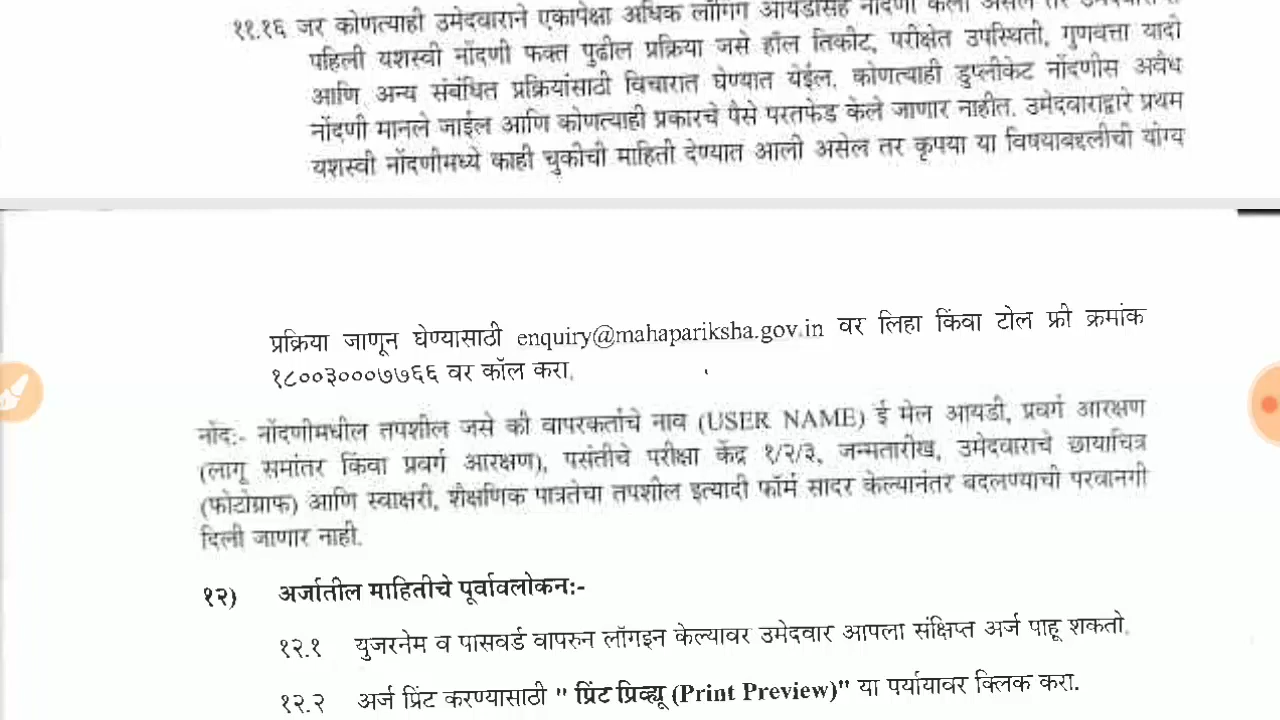 ११.१६ जर कोणत्याही उमेदवाराने एकापेक्षा अधिक लॉगिंग आयडीसह नोंदणी केली असेल तर
पहिली यशस्वी नोंदणी फक्त पुढील प्रक्रिया जसे हॉल तिकीट, परीक्षेत उपस्थिती, गुणवत्ता यादी
आणि अन्य संबंधित प्रक्रियांसाठी विचारात घेण्यात येईल. कोणत्याही डुप्लीकेट नोंदणीस अवैध
नोंदणी मानले जाईल आणि कोणत्याही प्रकारचे पैसे परतफेड केले जाणार नाहीत. उमेदवाराद्वारे प्रथम
यशस्वी नोंदणीमध्ये काही चुकीची माहिती देण्यात आली असेल तर कृपया या विषयाबद्दलीची योग्य
प्रक्रिया जाणून घेण्यासाठी enquiry@mahapariksha.gov.in वर लिहा किंवा टोल फ्री क्रमांक
१८००३०००७७६६ वर कॉल करा.
नोंद:- नोंदणीमधील तपशील जसे की वापरकर्ताचे नाव (USER NAME) ई मेल आयडी, प्रवर्ग आरक्षण
(लागू समांतर किंवा प्रवर्ग आरक्षण), पसंतीचे परीक्षा केंद्र १/२/३, जन्मतारीख, उमेदवाराचे छायाचित्र
(फोटोग्राफ) आणि स्वाक्षरी, शैक्षणिक पात्रतेचा तपशील इत्यादी फॉर्म सादर केल्यानंतर बदलण्याची परवानगी
दिली जाणार नाही.
१२) अर्जातील माहितीचे पूर्वावलोकन:-
१२.१ युजरनेम व पासवर्ड वापरुन लॉगइन केल्यावर उमेदवार आपला संक्षिप्त अर्ज पाहू शकतो.
१२.२ अर्ज प्रिंट करण्यासाठी " प्रिंट प्रिव्ह्यू (Print Preview)" या पर्यायावर क्लिक करा.